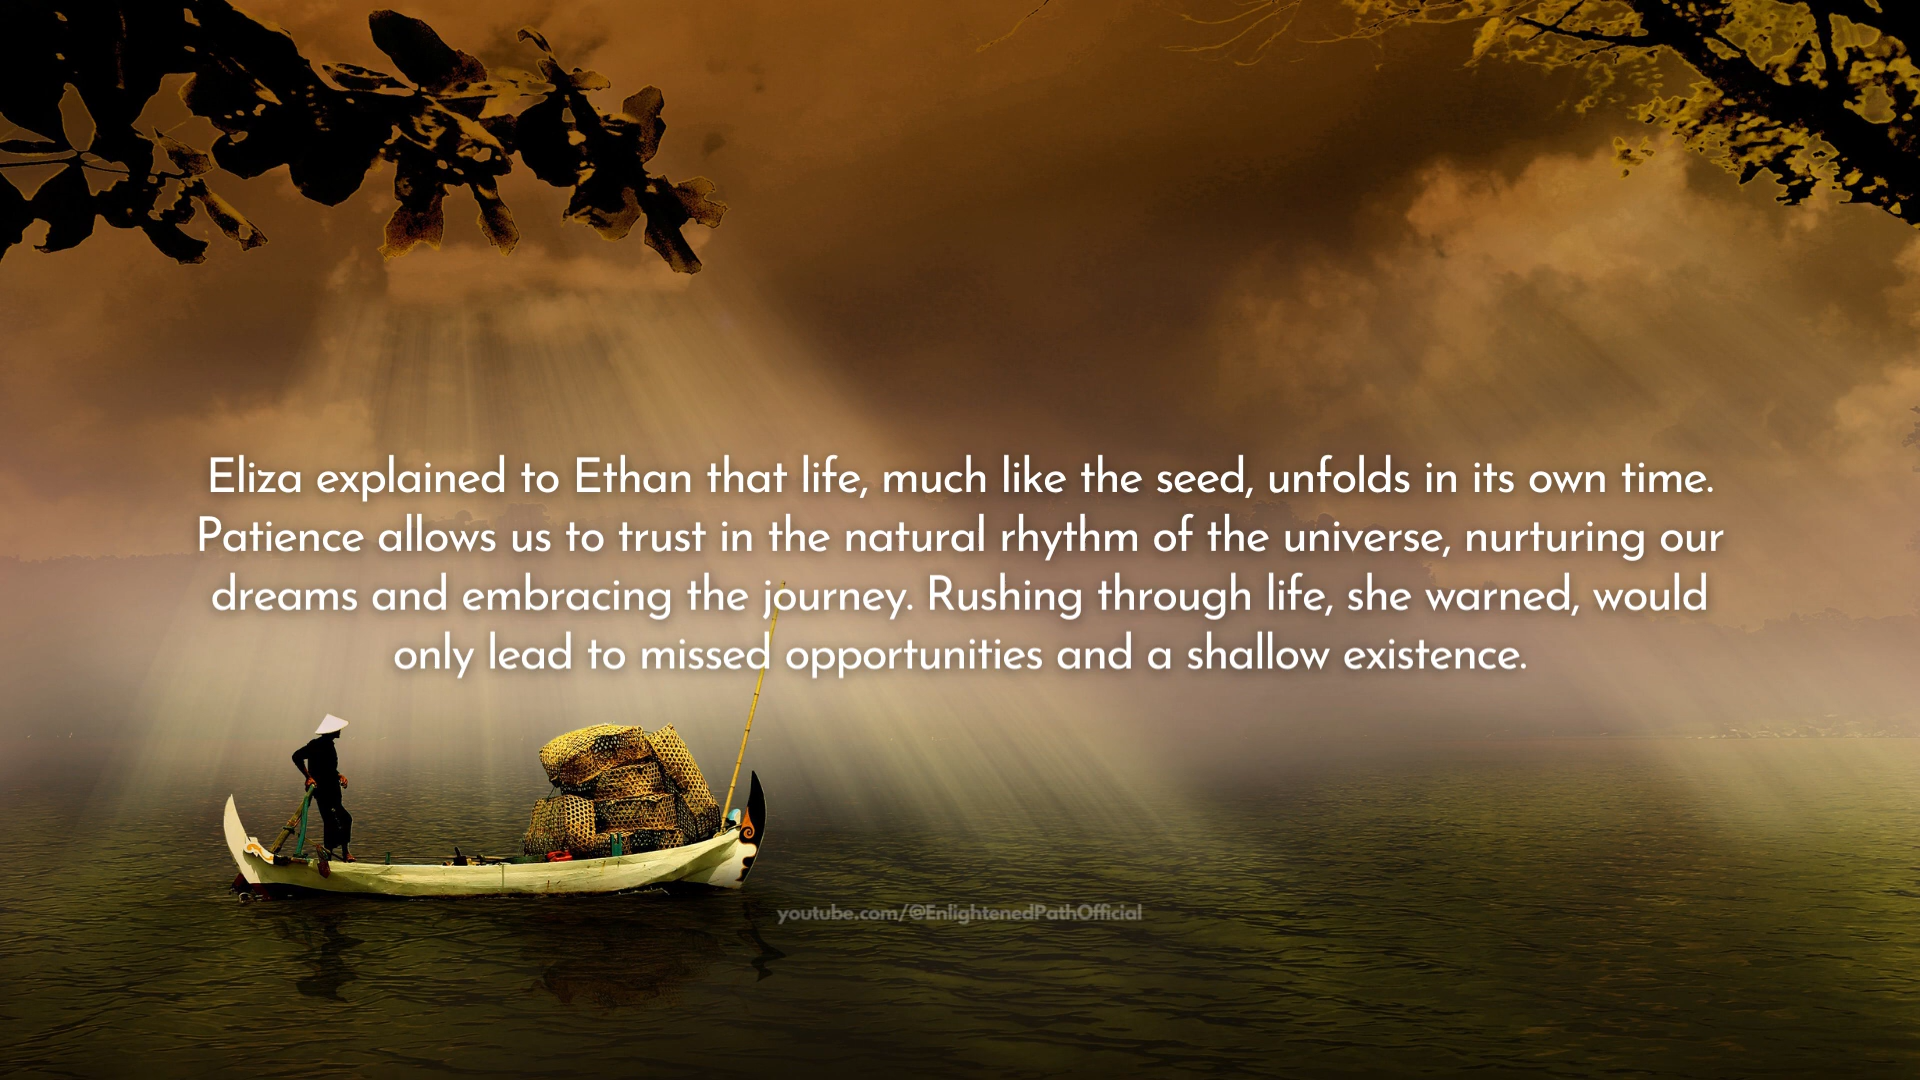 Eliza explained to Ethan that life, much like the seed, unfolds in its own time.
Patience allows us to trust in the natural rhythm of the universe, nurturing our
dreams and embracing the journey. Rushing through life, she warned, would
only lead to missed opportunities and a shallow existence.
youtube.com/@EnlightenedPathOfficial